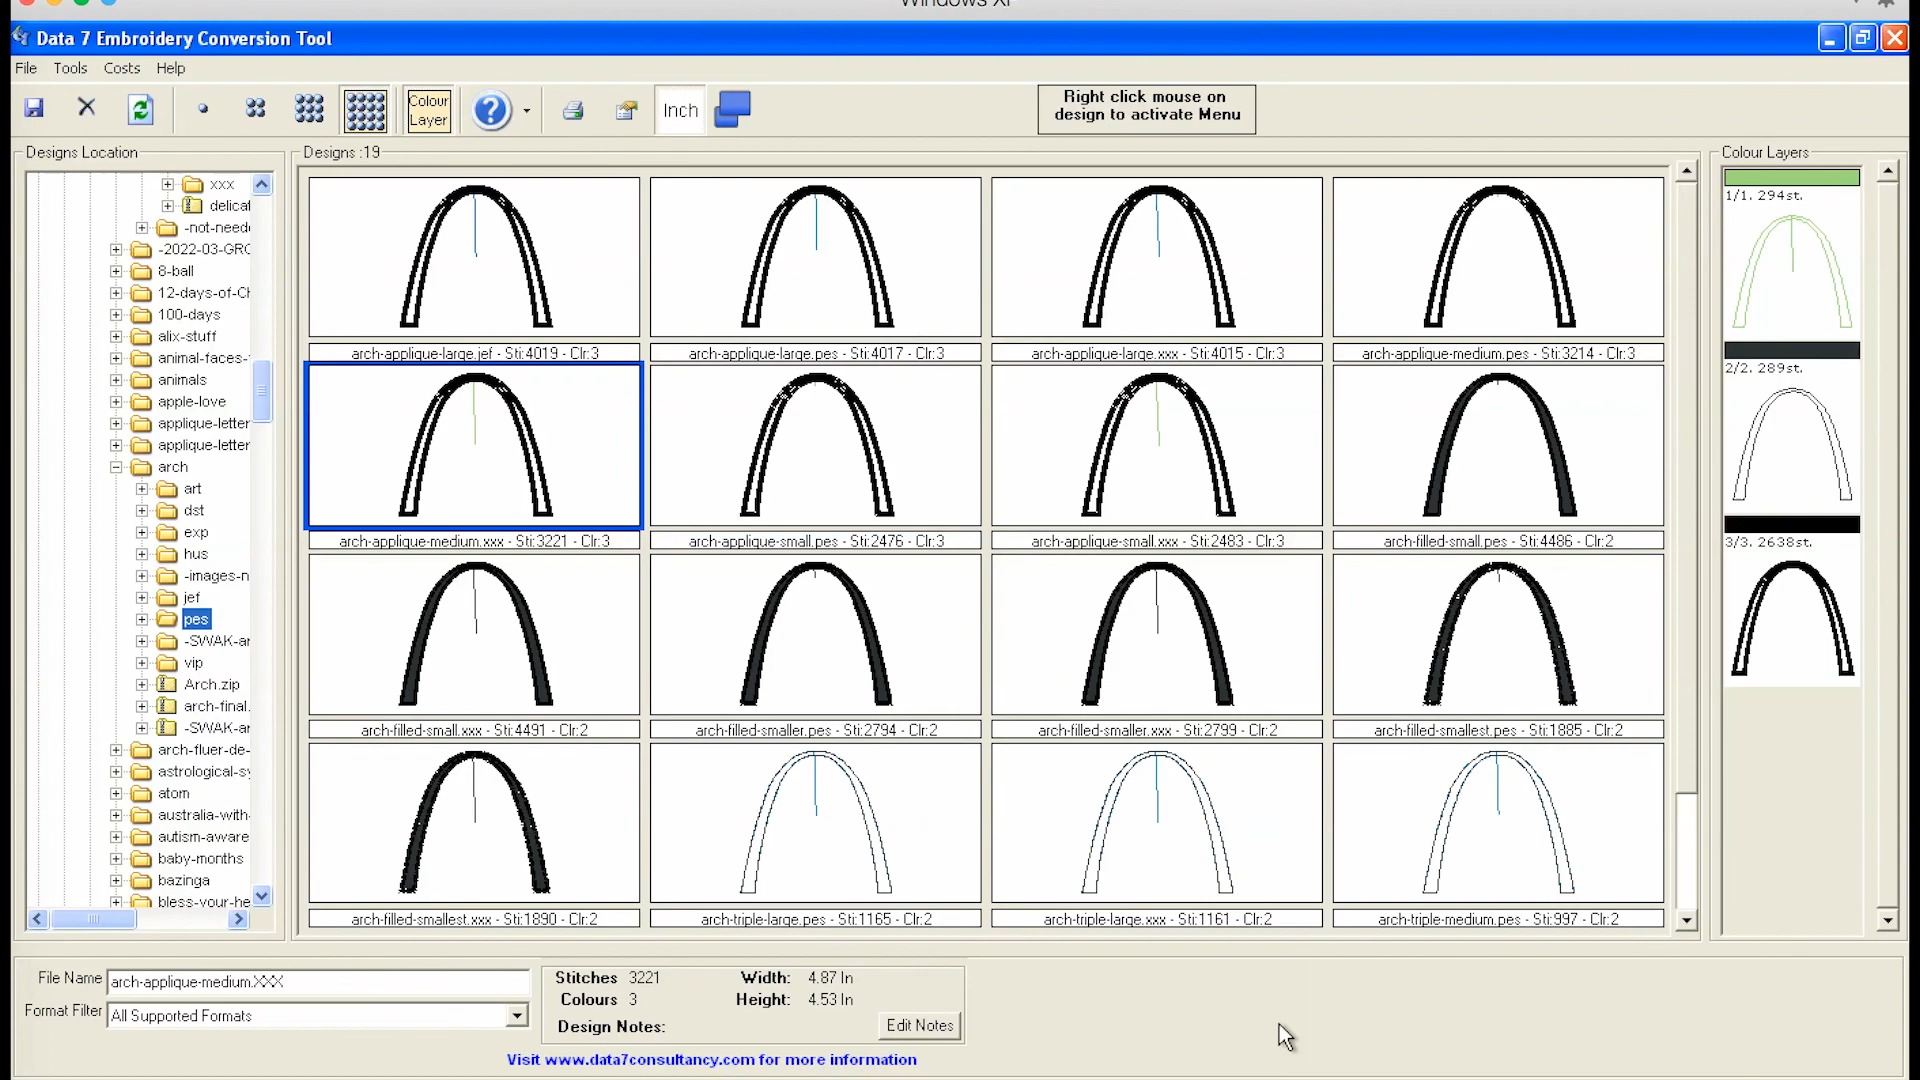 Windows XP
Data 7 Embroidery Conversion Tool
File Tools Costs Help
Colour
Layer
Inch
Right click mouse on
design to activate Menu
Designs Location
xxx
delicat
-not-need
-2022-03-GRO
8-ball
12-days-of-Ch
100-days
alix-stuff
animal-faces-
animals
apple-love
applique-letter
applique-letter
arch
art
dst
exp
hus
-images-n
jef
pes
-SWAK-ar
vip
Arch.zip
arch-final.
-SWAK-ar
arch-fluer-de-
astrological-sy
atom
australia-with-
autism-aware
baby-months
bazinga
bless-your-he
Designs :19
arch-applique-large.jef - Sti:4019 - Clr:3
arch-applique-large.pes - Sti:4017 - Clr:3
arch-applique-large.xxx - Sti:4015 - Clr:3
arch-applique-medium.pes - Sti:3214 - Clr:3
arch-applique-medium.xxx - Sti:3221 - Clr:3
arch-applique-small.pes - Sti:2476 - Clr:3
arch-applique-small.xxx - Sti:2483 - Clr:3
arch-filled-small.pes - Sti:4486 - Clr:2
arch-filled-small.xxx - Sti:4491 - Clr:2
arch-filled-smaller.pes - Sti:2794 - Clr:2
arch-filled-smaller.xxx - Sti:2799 - Clr:2
arch-filled-smallest.pes - Sti:1885 - Clr:2
arch-filled-smallest.xxx - Sti:1890 - Clr:2
arch-triple-large.pes - Sti:1165 - Clr:2
arch-triple-large.xxx - Sti:1161 - Clr:2
arch-triple-medium.pes - Sti:997 - Clr:2
Colour Layers
1/1. 294st.
2/2. 289st.
3/3. 2638st.
File Name arch-applique-medium.XXX
Format Filter All Supported Formats
Stitches 3221 Width: 4.87 In
Colours 3 Height: 4.53 In
Design Notes: Edit Notes
Visit www.data7consultancy.com for more information